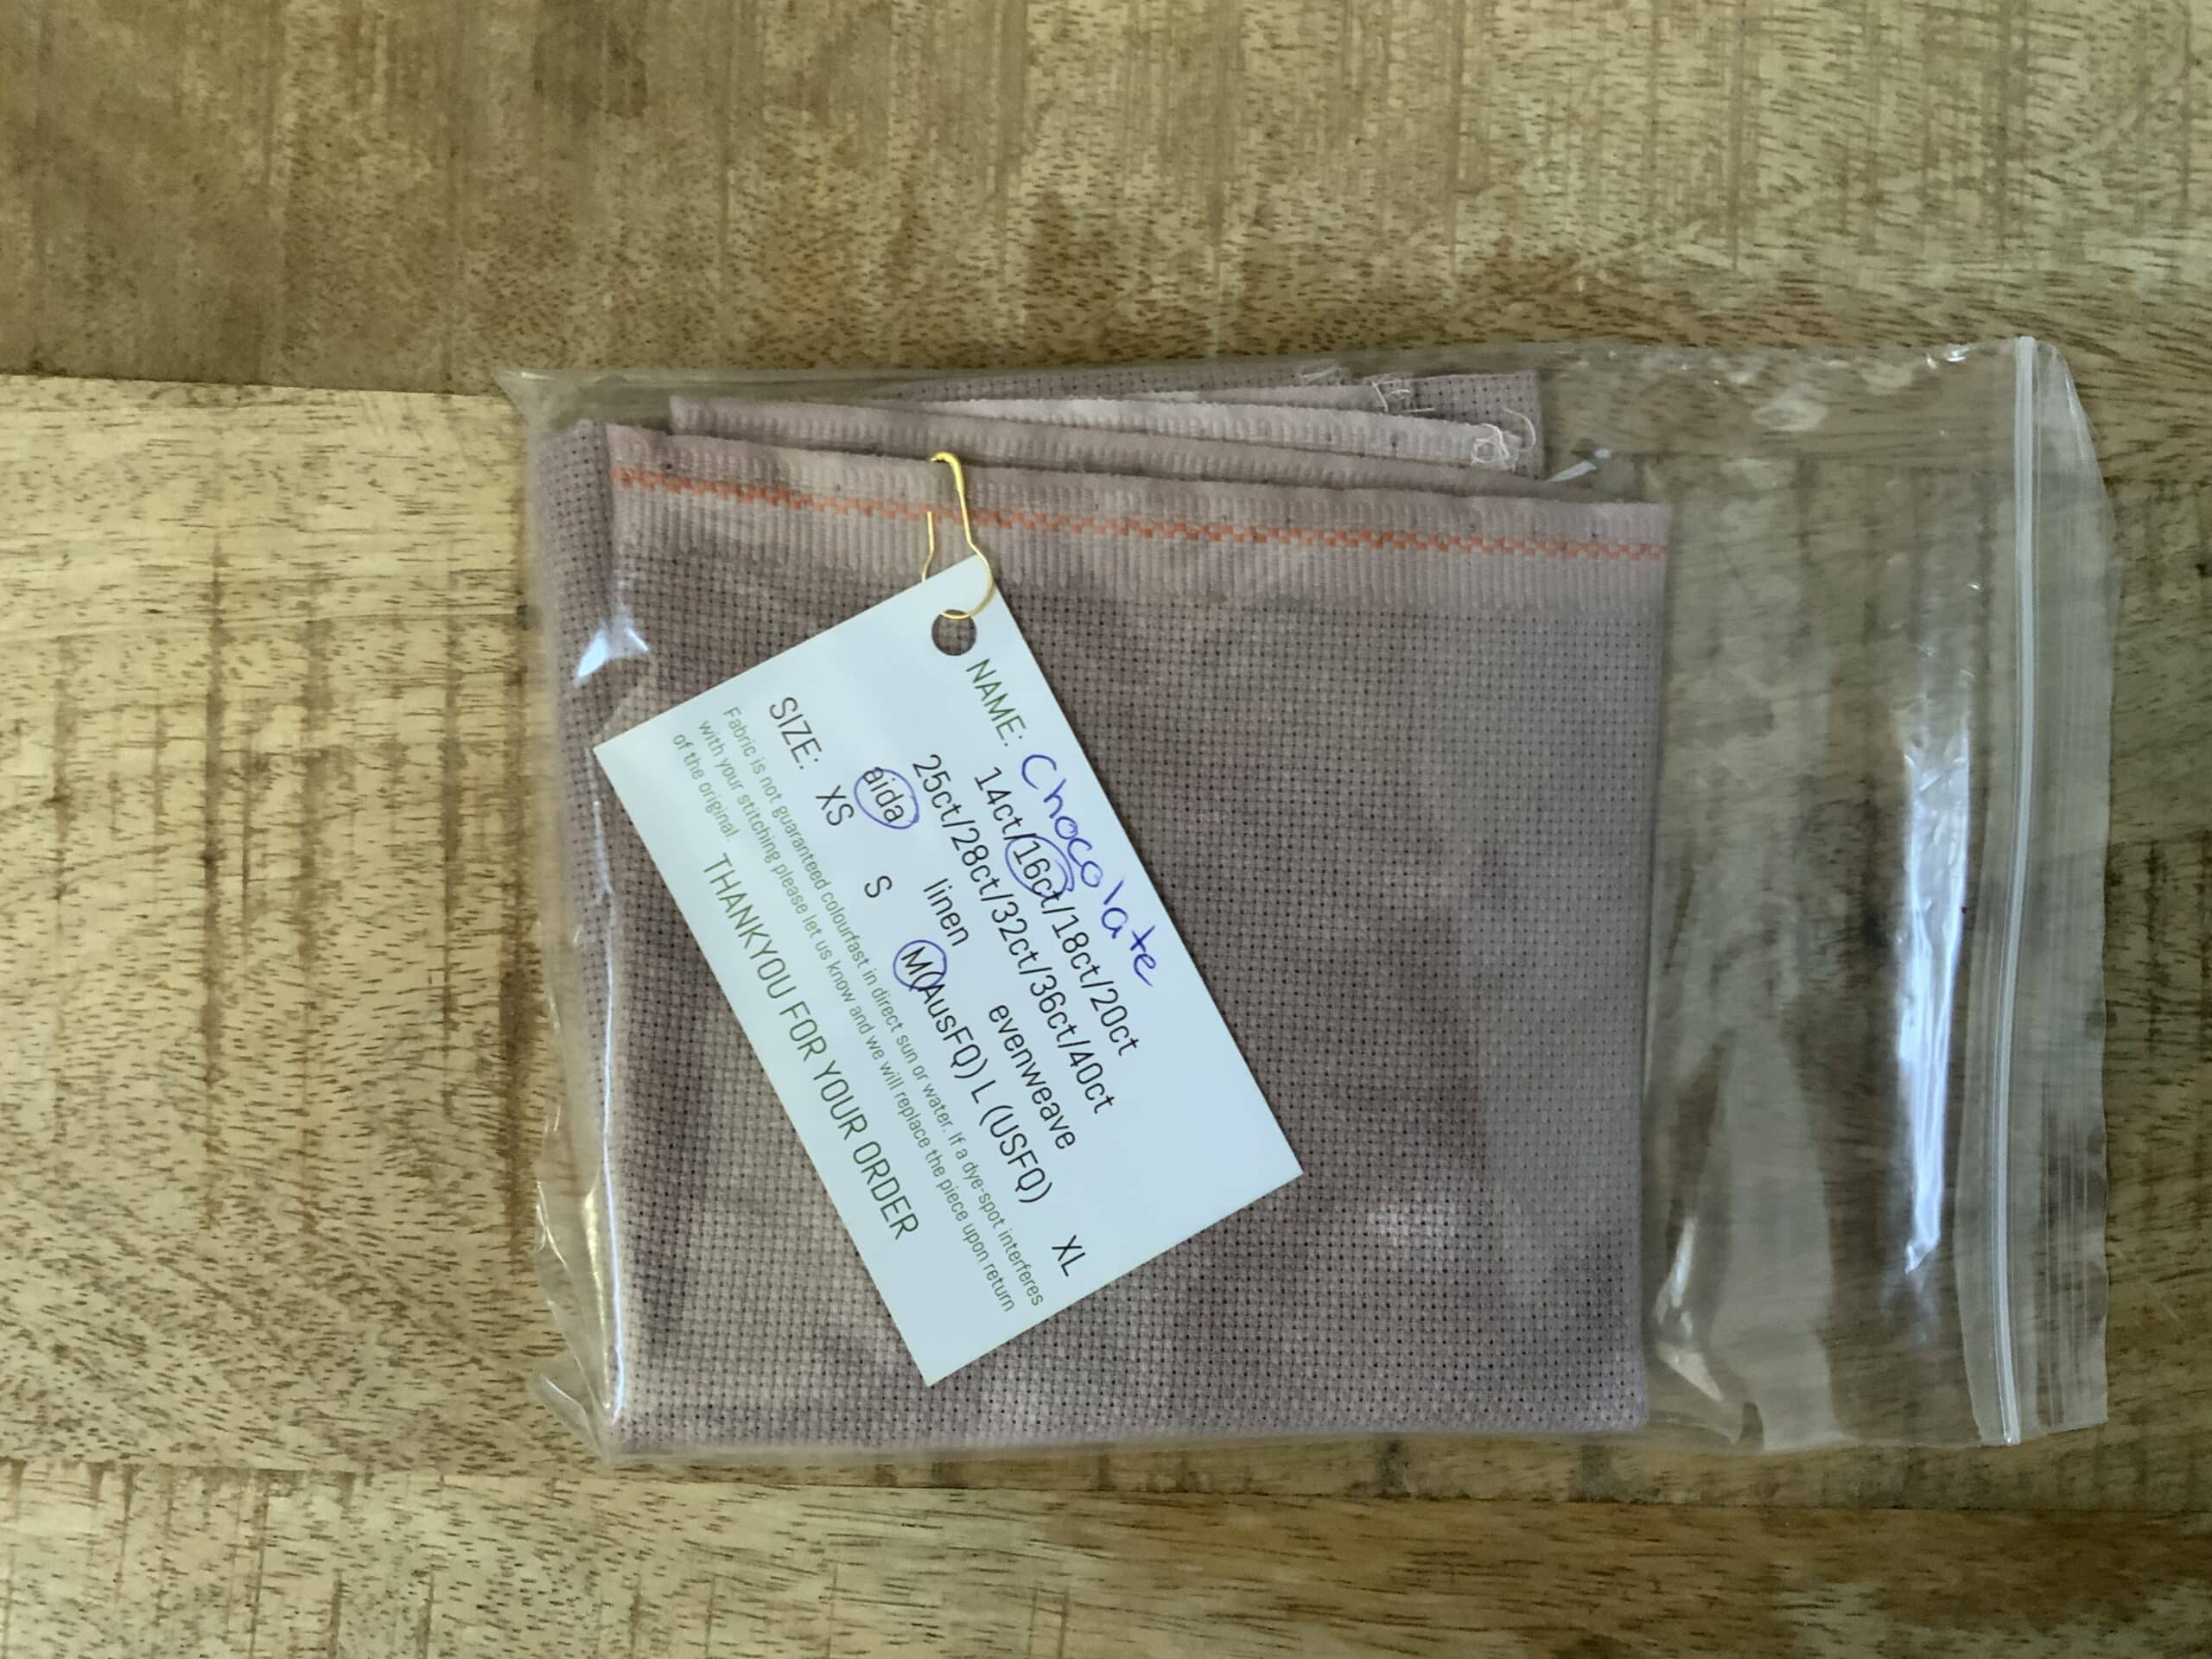 NAME: Chocolate
14ct/16ct/18ct/20ct
25ct/28ct/32ct/36ct/40ct
aida linen evenweave
SIZE: XS S M(AusFQ) L (USFQ) XL
Fabric is not guaranteed colourfast in direct sun or water. If a dye-spot interferes
with your stitching please let us know and we will replace the piece upon return
of the original.
THANKYOU FOR YOUR ORDER